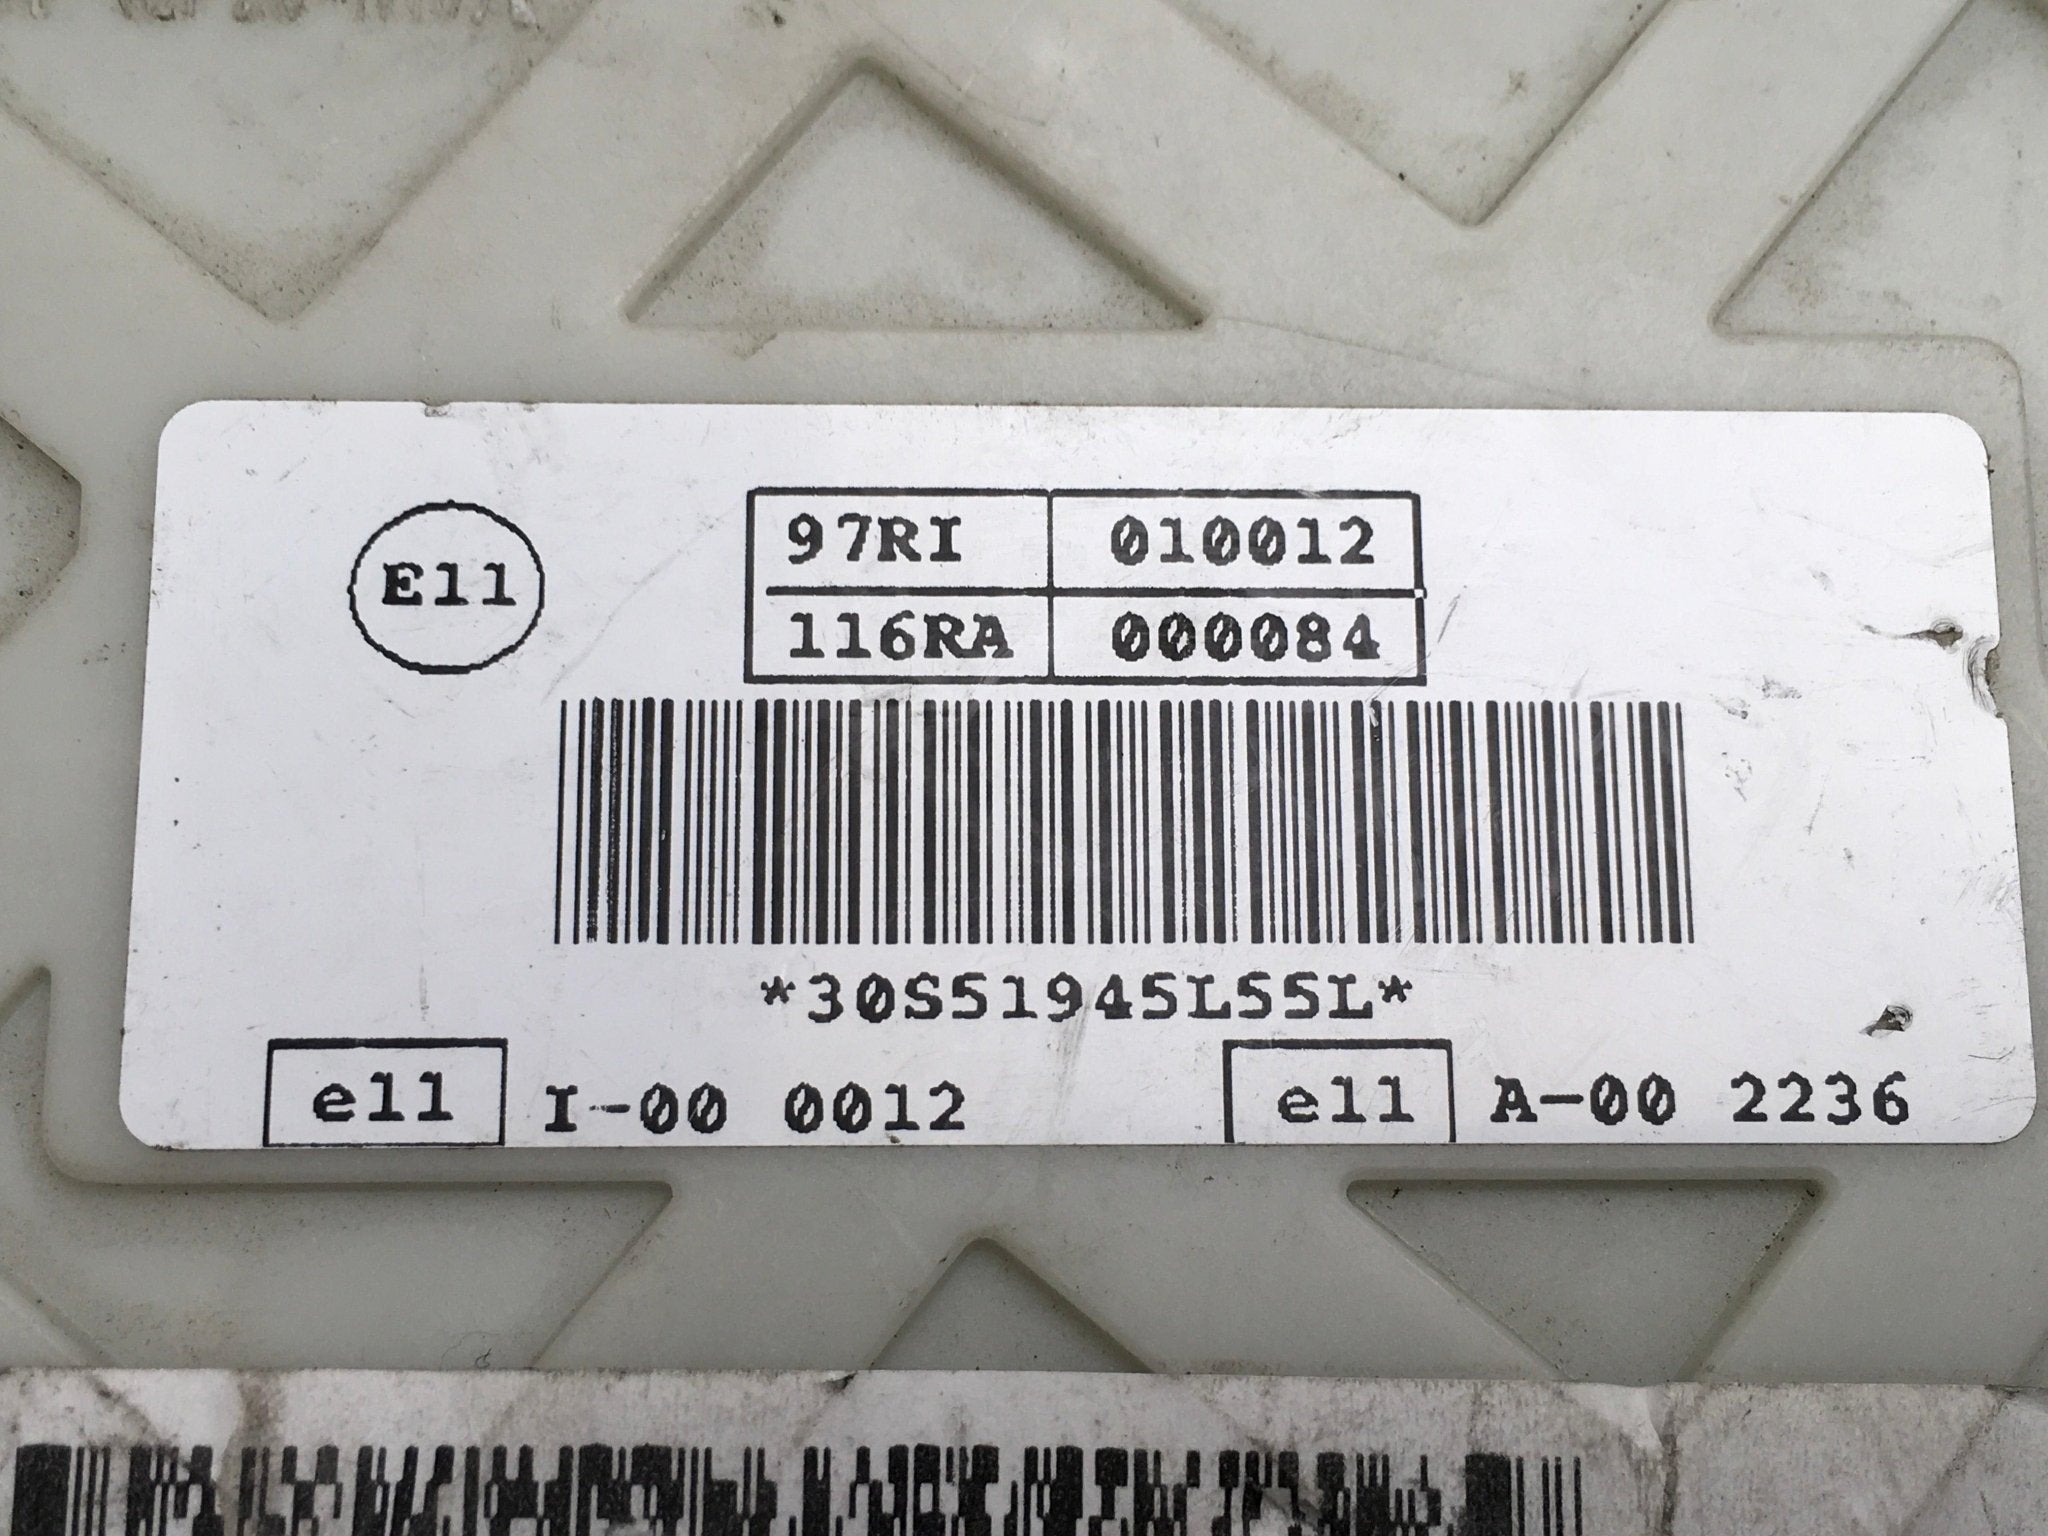 E11
97RI 010012
116RA 000084
*30S51945L55L*
e11 I-00 0012 e11 A-00 2236